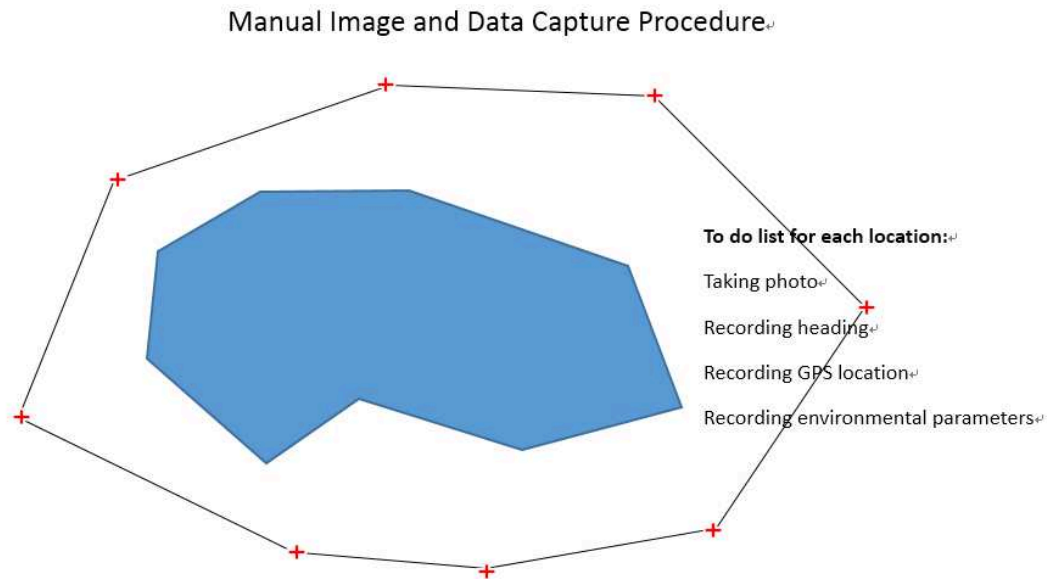 Manual Image and Data Capture Procedure
To do list for each location:
Taking photo
Recording heading
Recording GPS location
Recording environmental parameters